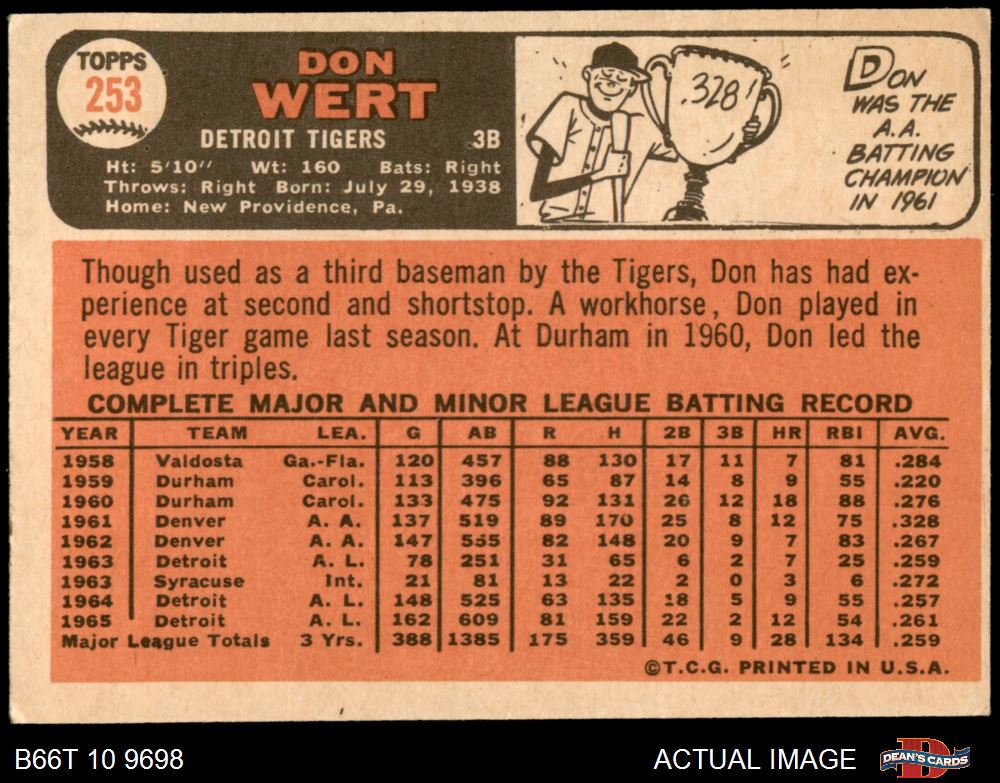 TOPPS
253
DON
WERT
DETROIT TIGERS 3B
Ht: 5'10" Wt: 160 Bats: Right
Throws: Right Born: July 29, 1938
Home: New Providence, Pa.
.328!
DON
WAS THE
A.A.
BATTING
CHAMPION
IN 1961
Though used as a third baseman by the Tigers, Don has had ex-
perience at second and shortstop. A workhorse, Don played in
every Tiger game last season. At Durham in 1960, Don led the
league in triples.
COMPLETE MAJOR AND MINOR LEAGUE BATTING RECORD
YEAR TEAM LEA. G AB R H 2B 3B HR RBI AVG.
1958 Valdosta Ga.-Fla. 120 457 88 130 17 11 7 81 .284
1959 Durham Carol. 113 396 65 87 14 8 9 55 .220
1960 Durham Carol. 133 475 92 131 26 12 18 88 .276
1961 Denver A. A. 137 519 89 170 25 8 12 75 .328
1962 Denver A. A. 147 555 82 148 20 9 7 83 .267
1963 Detroit A. L. 78 251 31 65 6 2 7 25 .259
1963 Syracuse Int. 21 81 13 22 2 0 3 6 .272
1964 Detroit A. L. 148 525 63 135 18 5 9 55 .257
1965 Detroit A. L. 162 609 81 159 22 2 12 54 .261
Major League Totals 3 Yrs. 388 1385 175 359 46 9 28 134 .259
©T.C.G. PRINTED IN U.S.A.
B66T 10 9698 ACTUAL IMAGE DEAN'S CARDS